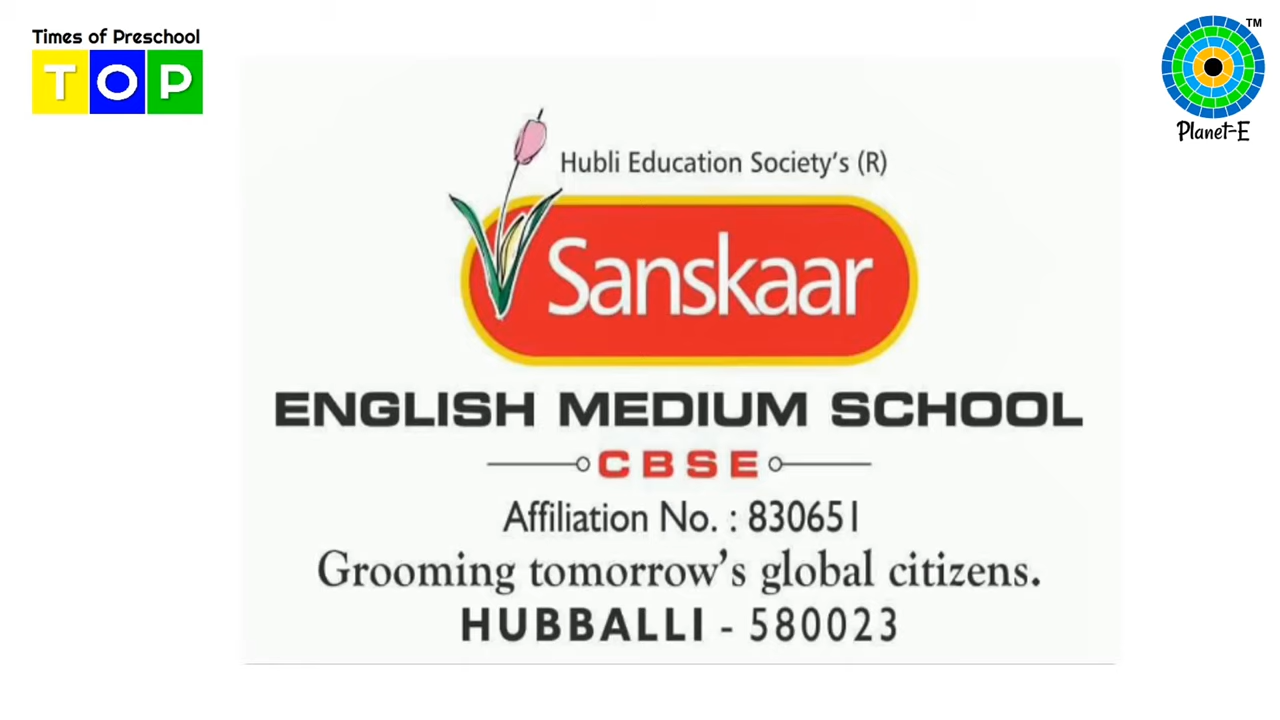 Times of Preschool
TOP
TM
Planet-E
Hubli Education Society's (R)
Sanskaar
ENGLISH MEDIUM SCHOOL
CBSE
Affiliation No. : 830651
Grooming tomorrow's global citizens.
HUBBALLI - 580023